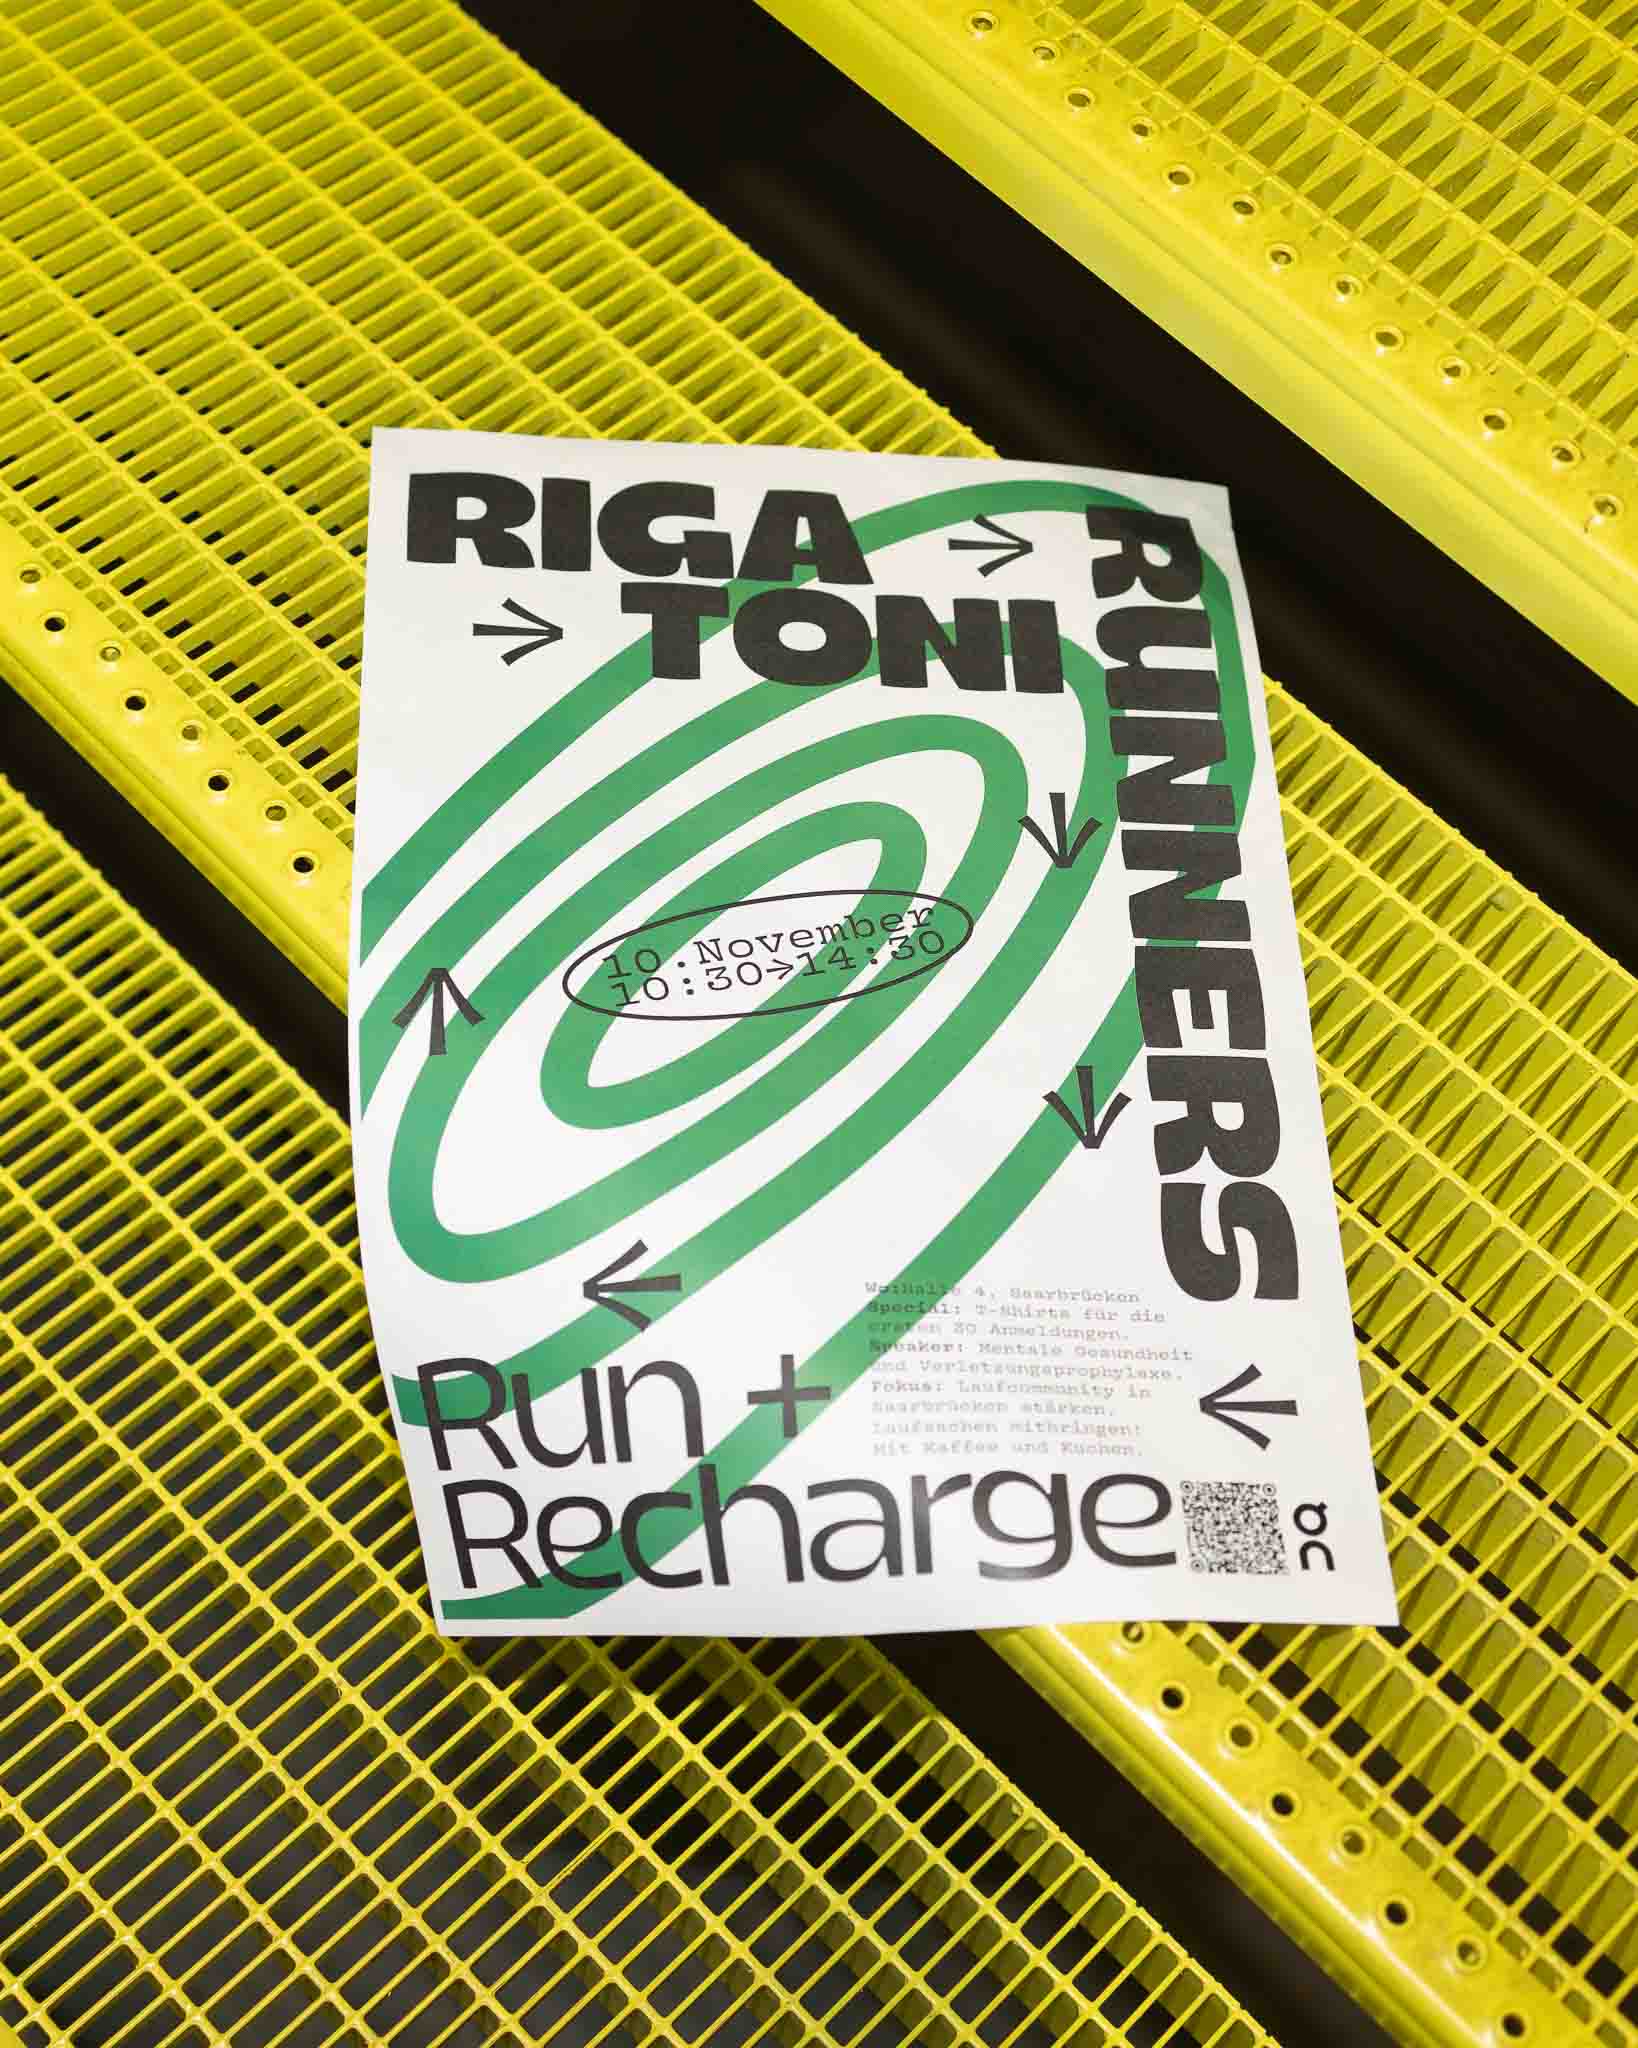 RIGA
TONI
RUNNERS
10.November
10:30→14:30
Wo:Halle 4, Saarbrücken
Special: T-Shirts für die
ersten 20 Anmeldungen.
Speaker: Mentale Gesundheit
und Verletzungsprophylaxe.
Fokus: Laufcommunity in
Saarbrücken stärken.
Laufsachen mitbringen!
Mit Kaffee und Kuchen.
Run +
Recharge